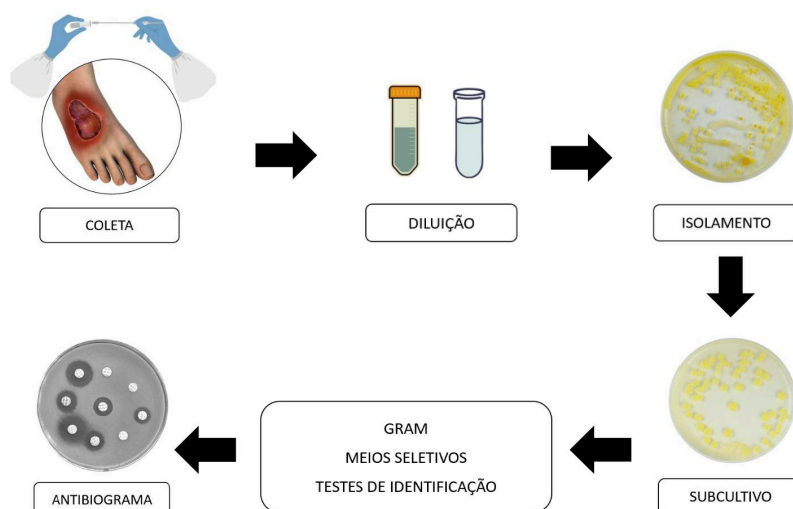 COLETA
DILUIÇÃO
ISOLAMENTO
SUBCULTIVO
GRAM
MEIOS SELETIVOS
TESTES DE IDENTIFICAÇÃO
ANTIBIOGRAMA